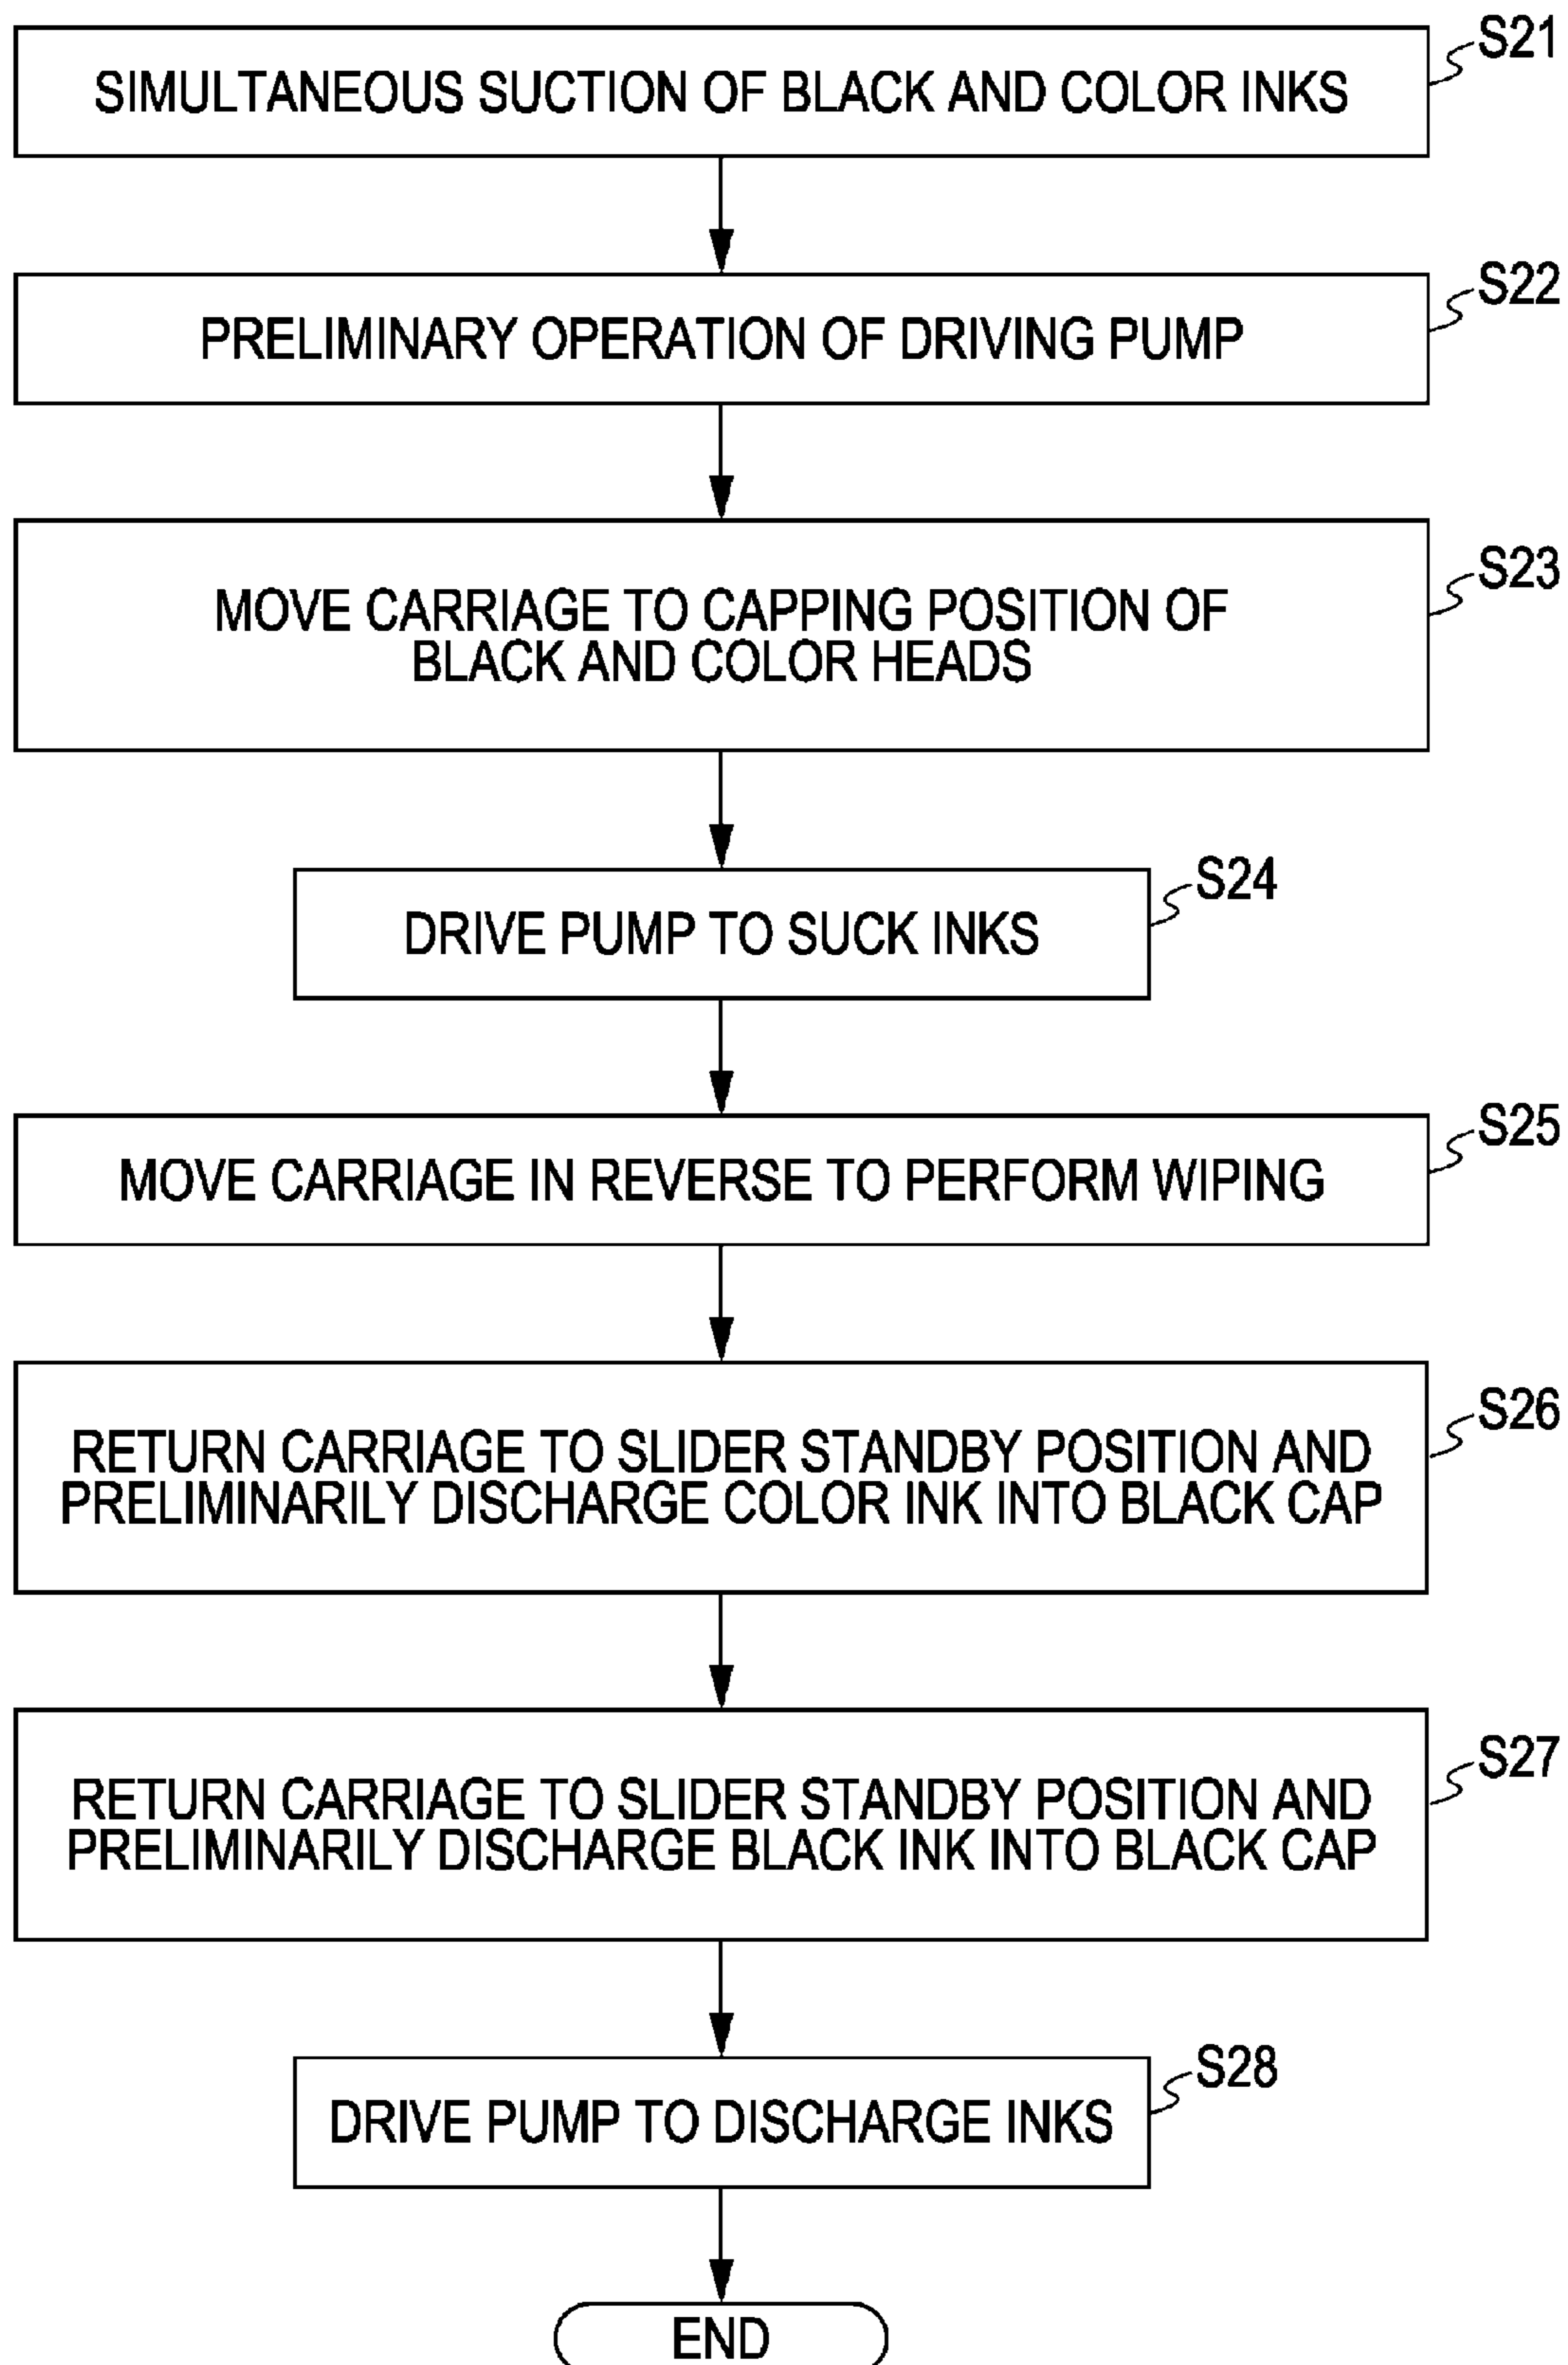 S21
SIMULTANEOUS SUCTION OF BLACK AND COLOR INKS
S22
PRELIMINARY OPERATION OF DRIVING PUMP
S23
MOVE CARRIAGE TO CAPPING POSITION OF
BLACK AND COLOR HEADS
S24
DRIVE PUMP TO SUCK INKS
S25
MOVE CARRIAGE IN REVERSE TO PERFORM WIPING
S26
RETURN CARRIAGE TO SLIDER STANDBY POSITION AND
PRELIMINARILY DISCHARGE COLOR INK INTO BLACK CAP
S27
RETURN CARRIAGE TO SLIDER STANDBY POSITION AND
PRELIMINARILY DISCHARGE BLACK INK INTO BLACK CAP
S28
DRIVE PUMP TO DISCHARGE INKS
END